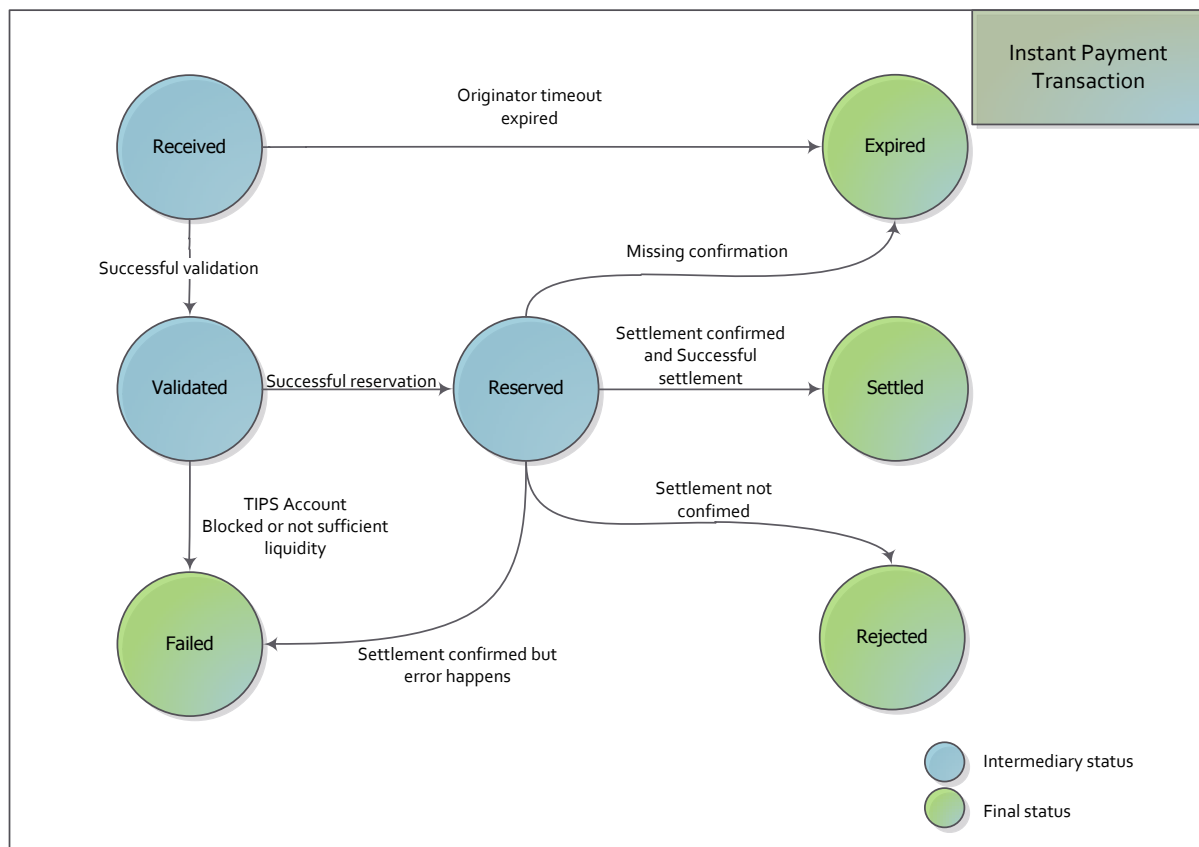 Instant Payment
Transaction
Originator timeout
expired
Received
Expired
Missing confirmation
Successful validation
Settlement confirmed
and Successful
settlement
Validated
Successful reservation
Reserved
Settled
TIPS Account
Blocked or not sufficient
liquidity
Settlement not
confimed
Failed
Rejected
Settlement confirmed but
error happens
Intermediary status
Final status